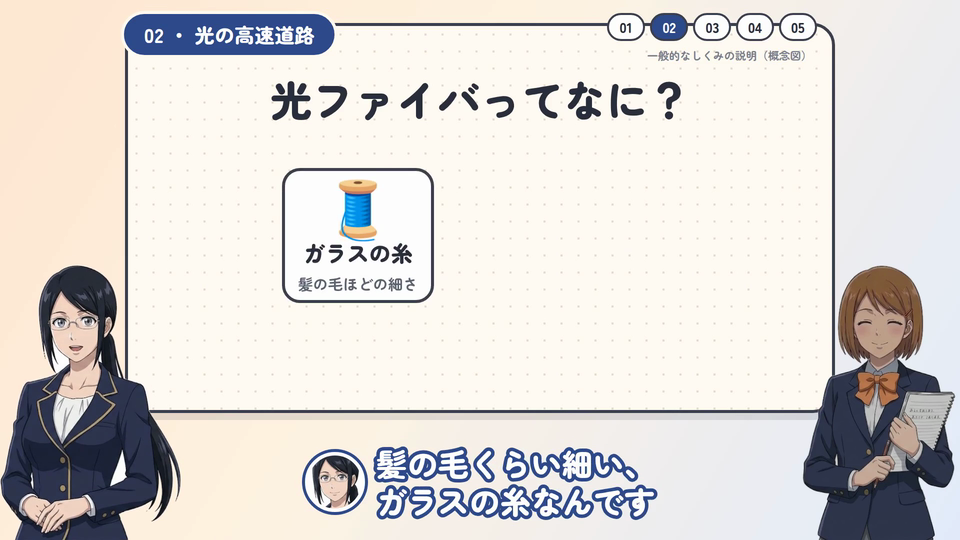 02 ・ 光の高速道路
01 02 03 04 05
一般的なしくみの説明（概念図）
光ファイバってなに？
ガラスの糸
髪の毛ほどの細さ
髪の毛くらい細い、
ガラスの糸なんです